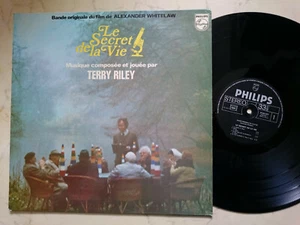 Bande originale du film de ALEXANDER WHITELAW
Le
Secret
de la Vie
Musique composée et jouée par
TERRY RILEY
PHILIPS
STEREO
33